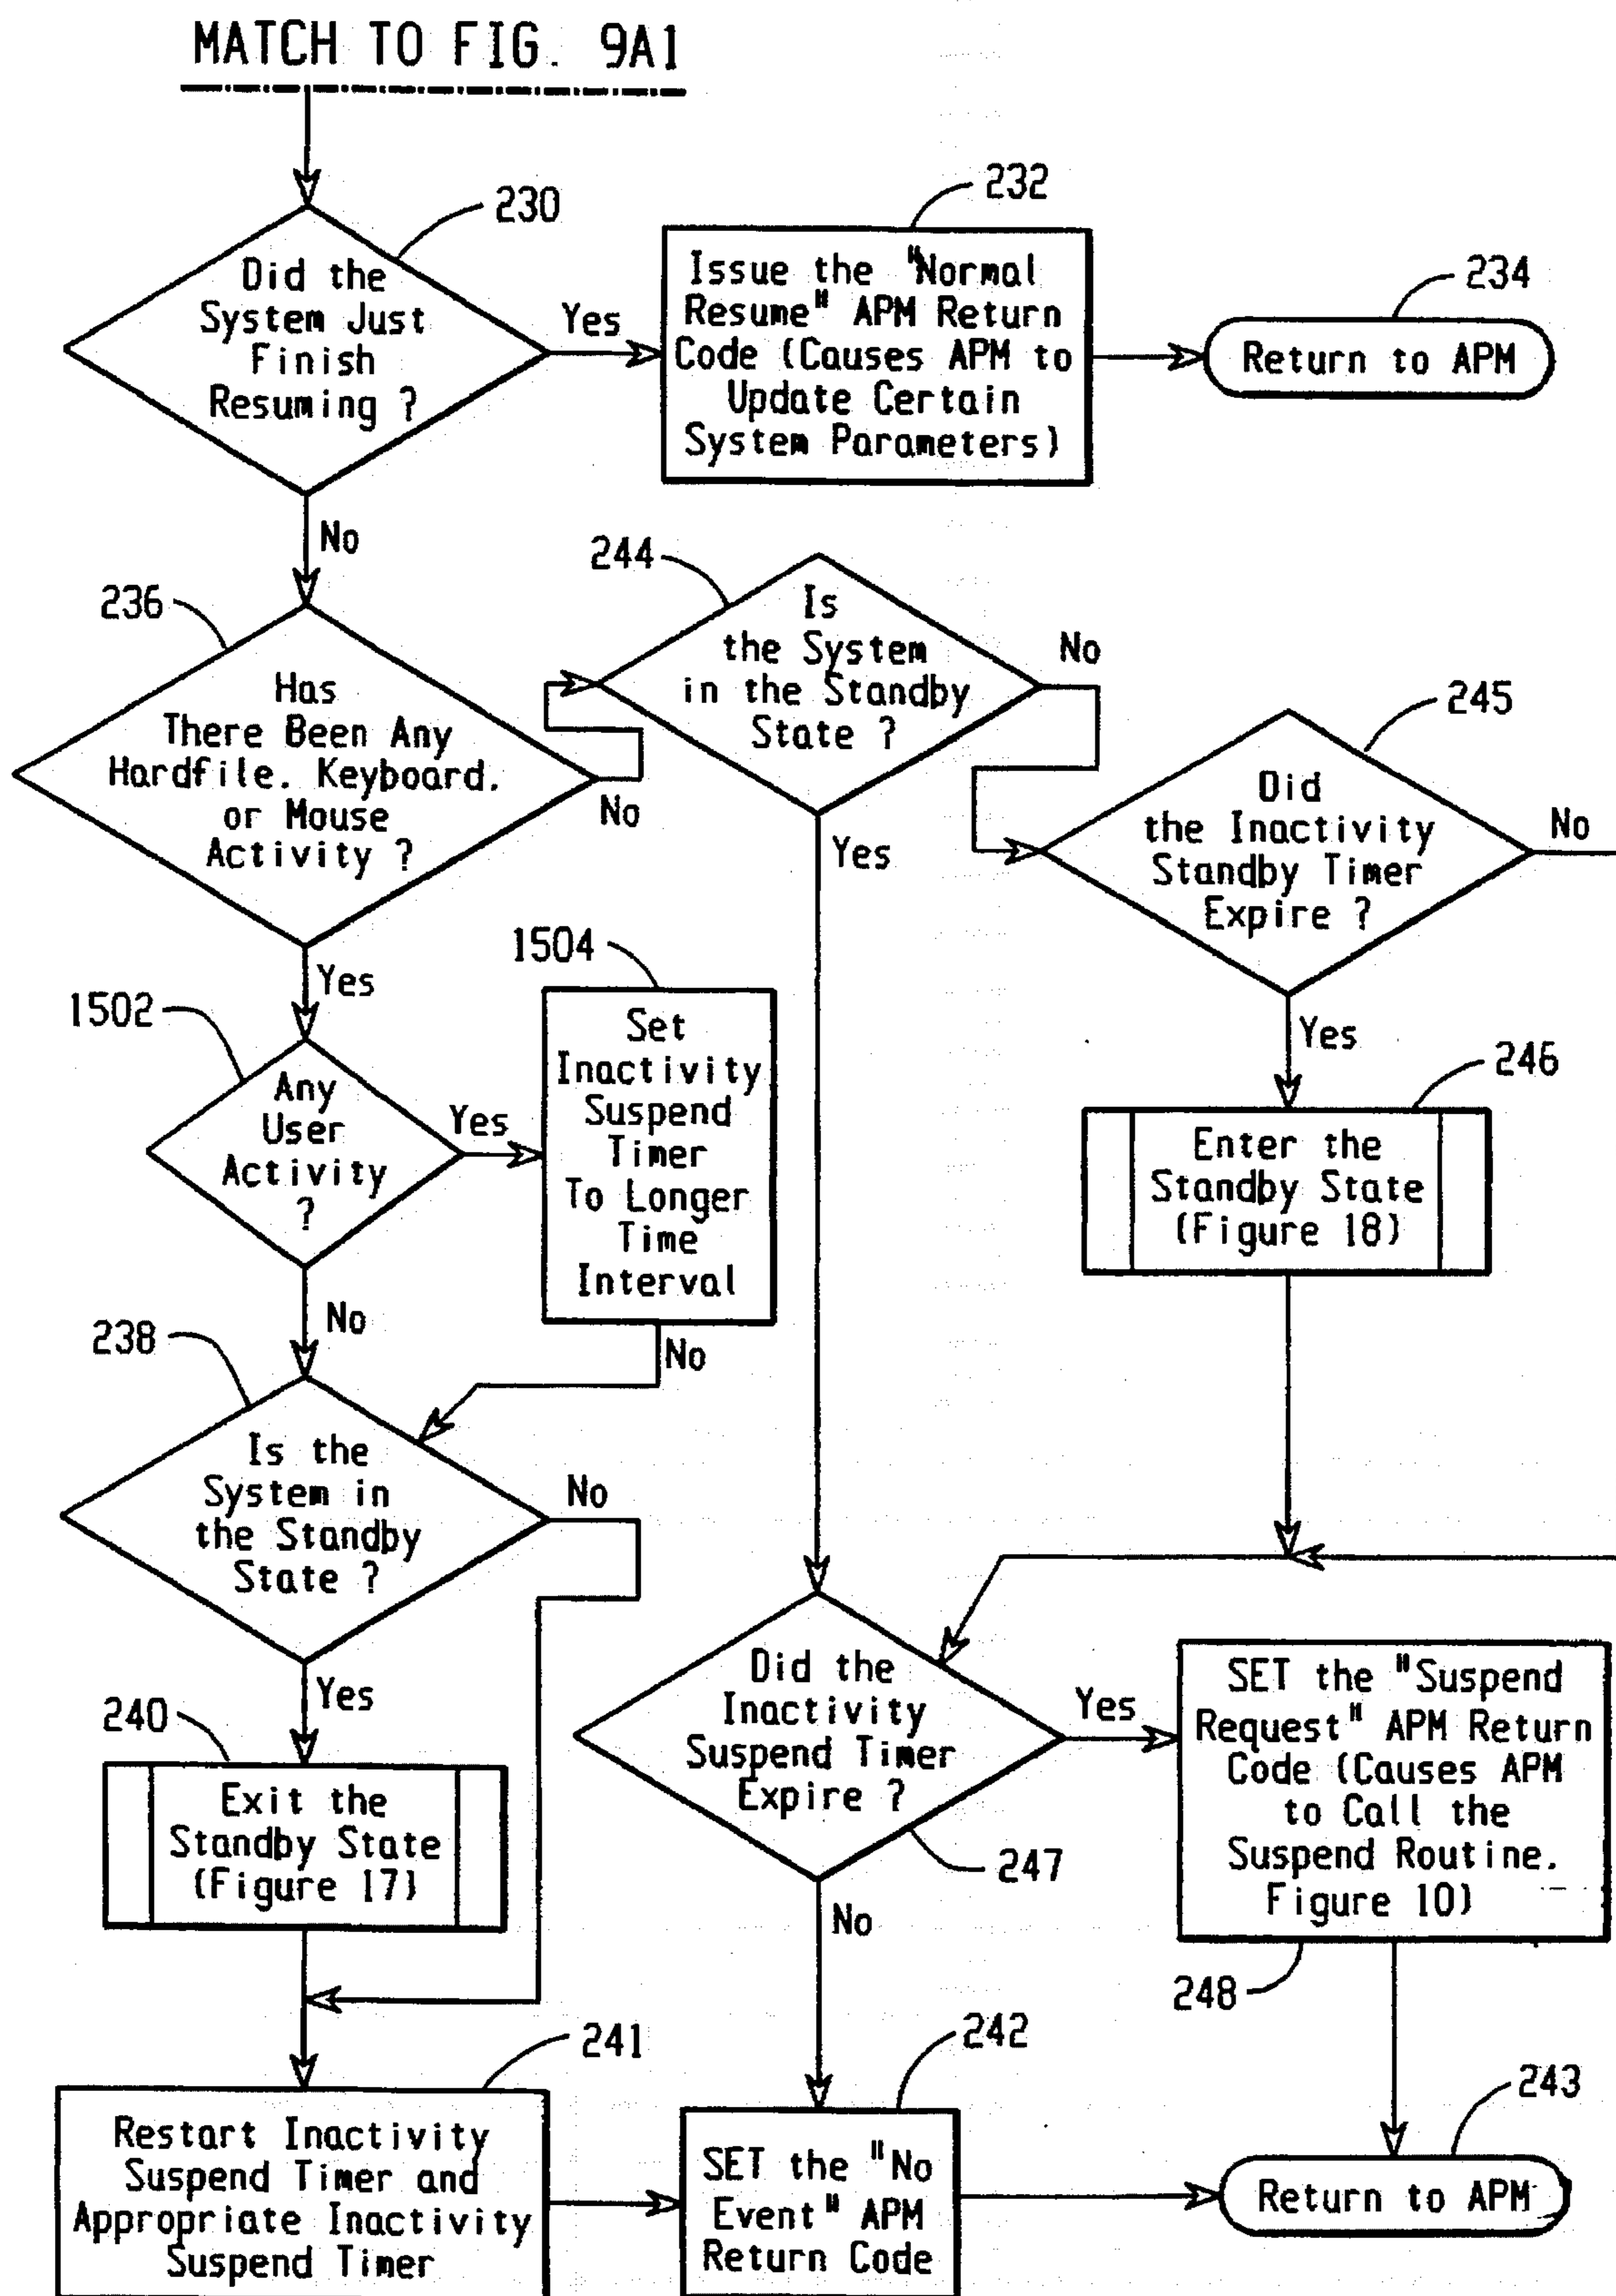 MATCH TO FIG. 9A1
230
Did the
System Just
Finish
Resuming ?
Yes
No
232
Issue the "Normal
Resume" APM Return
Code (Causes APM to
Update Certain
System Parameters)
234
Return to APM
236
Has
There Been Any
Hardfile, Keyboard,
or Mouse
Activity ?
No
Yes
244
Is
the System
in the Standby
State ?
No
Yes
245
Did
the Inactivity
Standby Timer
Expire ?
No
Yes
246
Enter the
Standby State
(Figure 18)
1502
Any
User
Activity
?
Yes
No
1504
Set
Inactivity
Suspend
Timer
To Longer
Time
Interval
No
238
Is the
System in
the Standby
State ?
No
Yes
240
Exit the
Standby State
(Figure 17)
Did the
Inactivity
Suspend Timer
Expire ?
247
Yes
No
SET the "Suspend
Request" APM Return
Code (Causes APM
to Call the
Suspend Routine.
Figure 10)
248
241
Restart Inactivity
Suspend Timer and
Appropriate Inactivity
Suspend Timer
242
SET the "No
Event" APM
Return Code
243
Return to APM